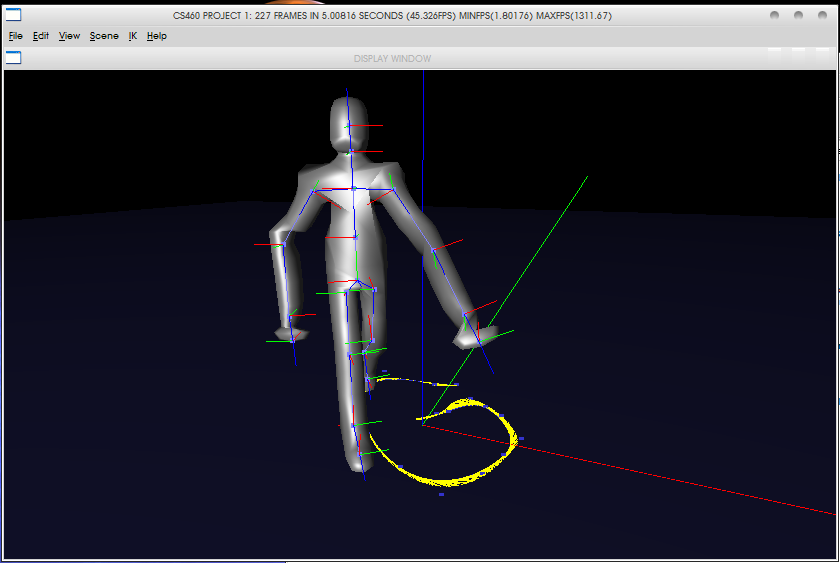 CS460 PROJECT 1: 227 FRAMES IN 5.00816 SECONDS (45.326FPS) MINFPS(1.80176) MAXFPS(1311.67)
File Edit View Scene IK Help
DISPLAY WINDOW